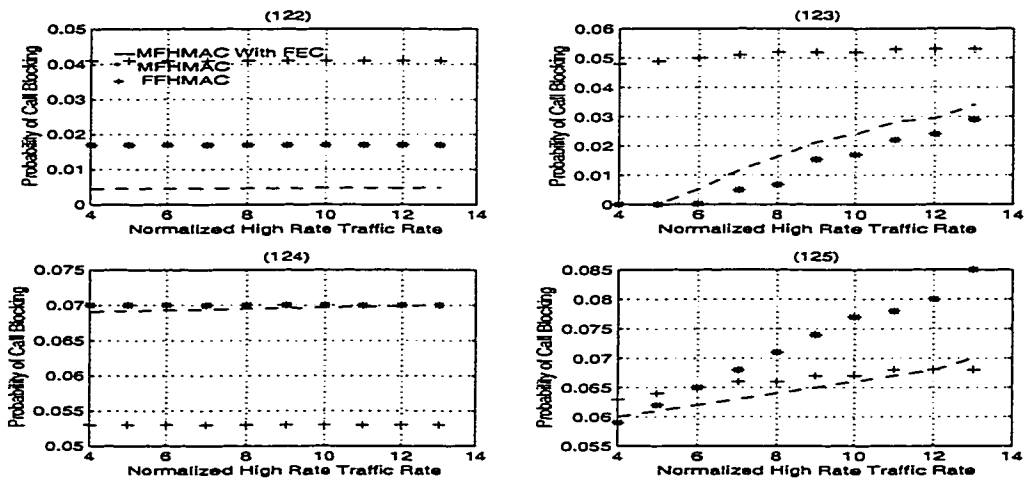 (122)
0.05
0.04
0.03
0.02
0.01
0
Probability of Call Blocking
MFHMAC With FEC
MFHMAC
FFHMAC
4 6 8 10 12 14
Normalized High Rate Traffic Rate
(123)
0.06
0.05
0.04
0.03
0.02
0.01
0
Probability of Call Blocking
4 6 8 10 12 14
Normalized High Rate Traffic Rate
(124)
0.075
0.07
0.065
0.06
0.055
0.05
Probability of Call Blocking
4 6 8 10 12 14
Normalized High Rate Traffic Rate
(125)
0.085
0.08
0.075
0.07
0.065
0.06
0.055
Probability of Call Blocking
4 6 8 10 12 14
Normalized High Rate Traffic Rate